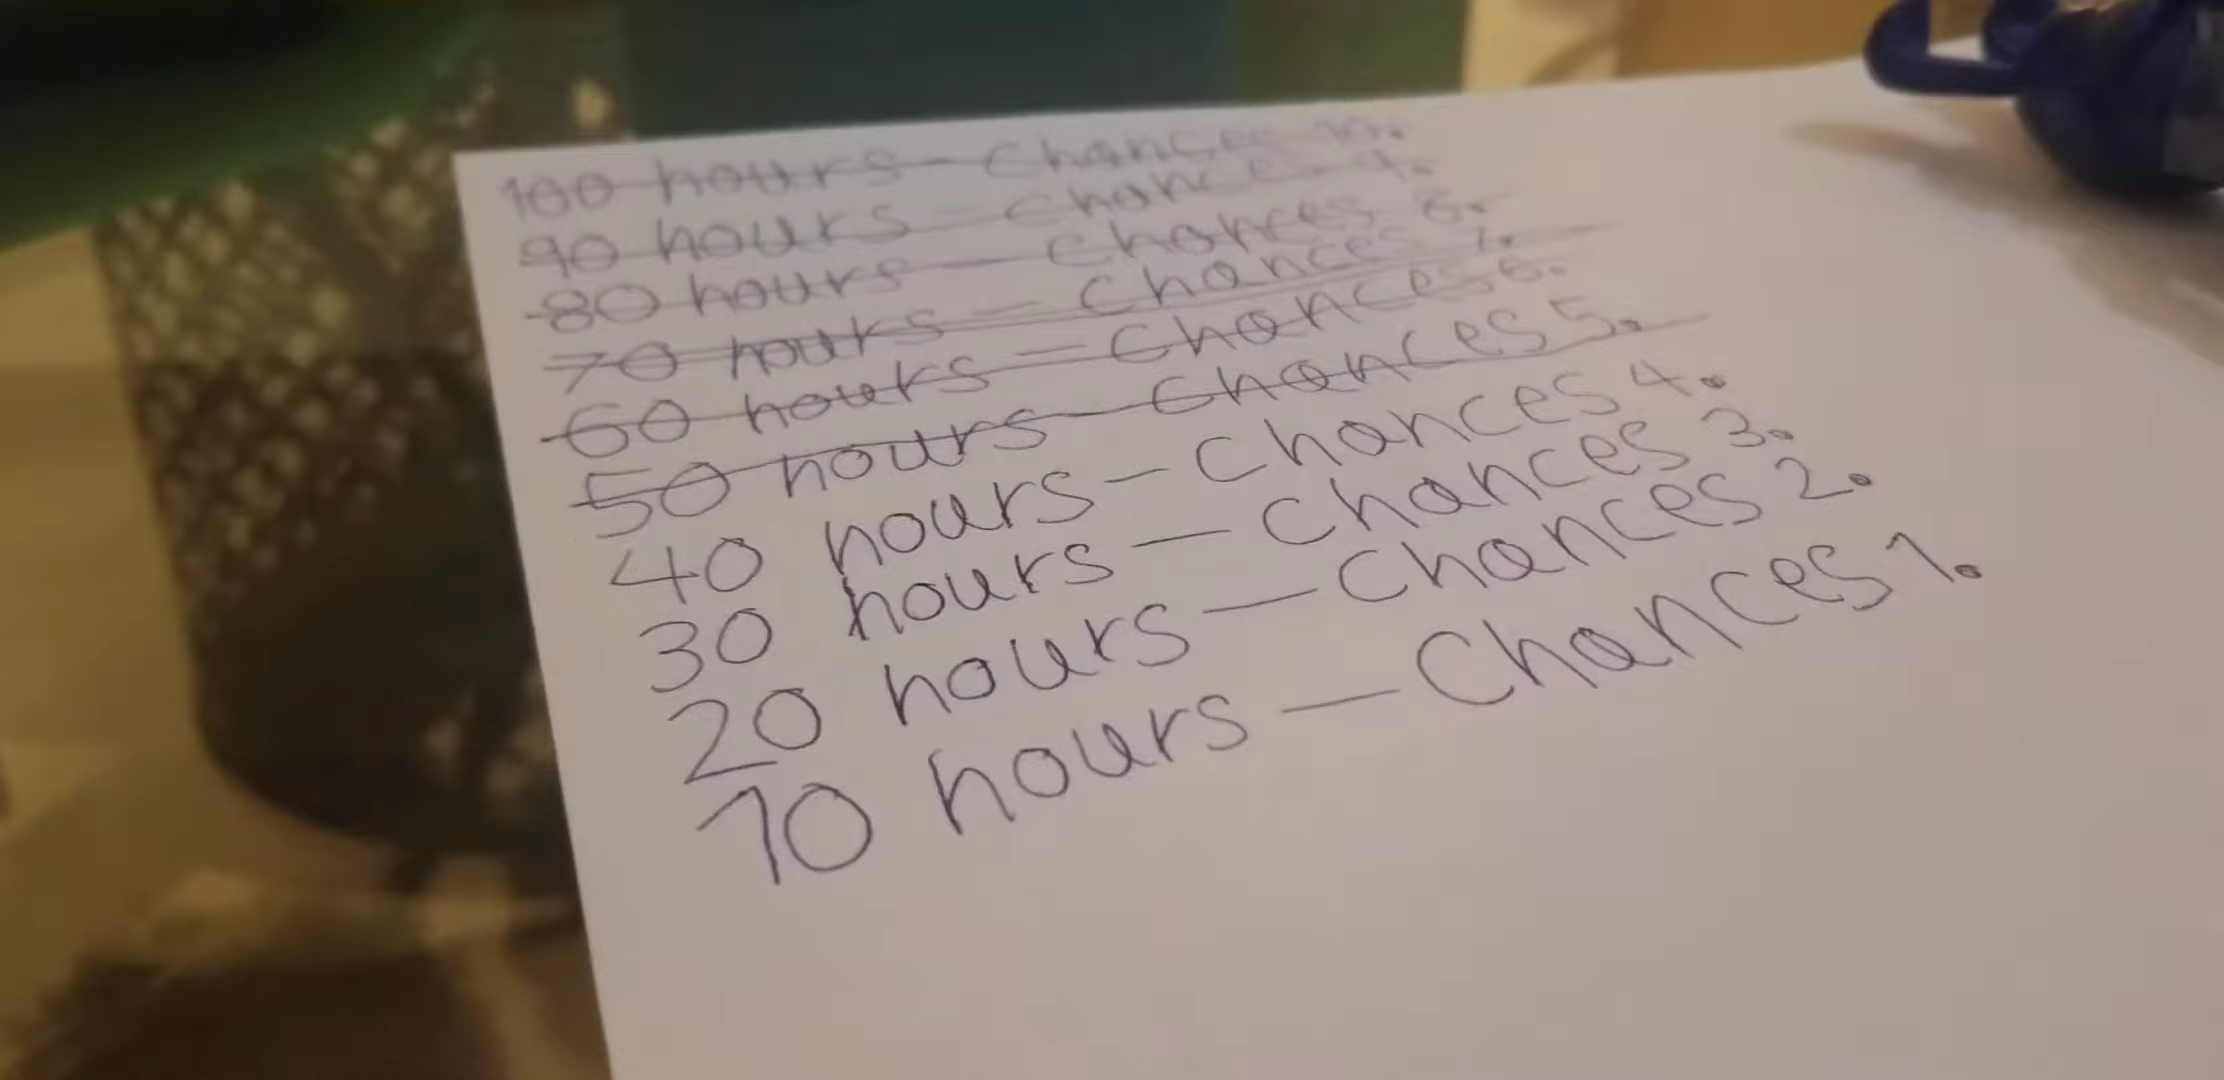 100 hours - Chances 10.
90 hours - Chances 9.
80 hours - Chances 8.
70 hours - Chances 7.
60 hours - Chances 6.
50 hours - Chances 5.
40 hours - Chances 4.
30 hours - Chances 3.
20 hours - Chances 2.
10 hours - Chances 1.